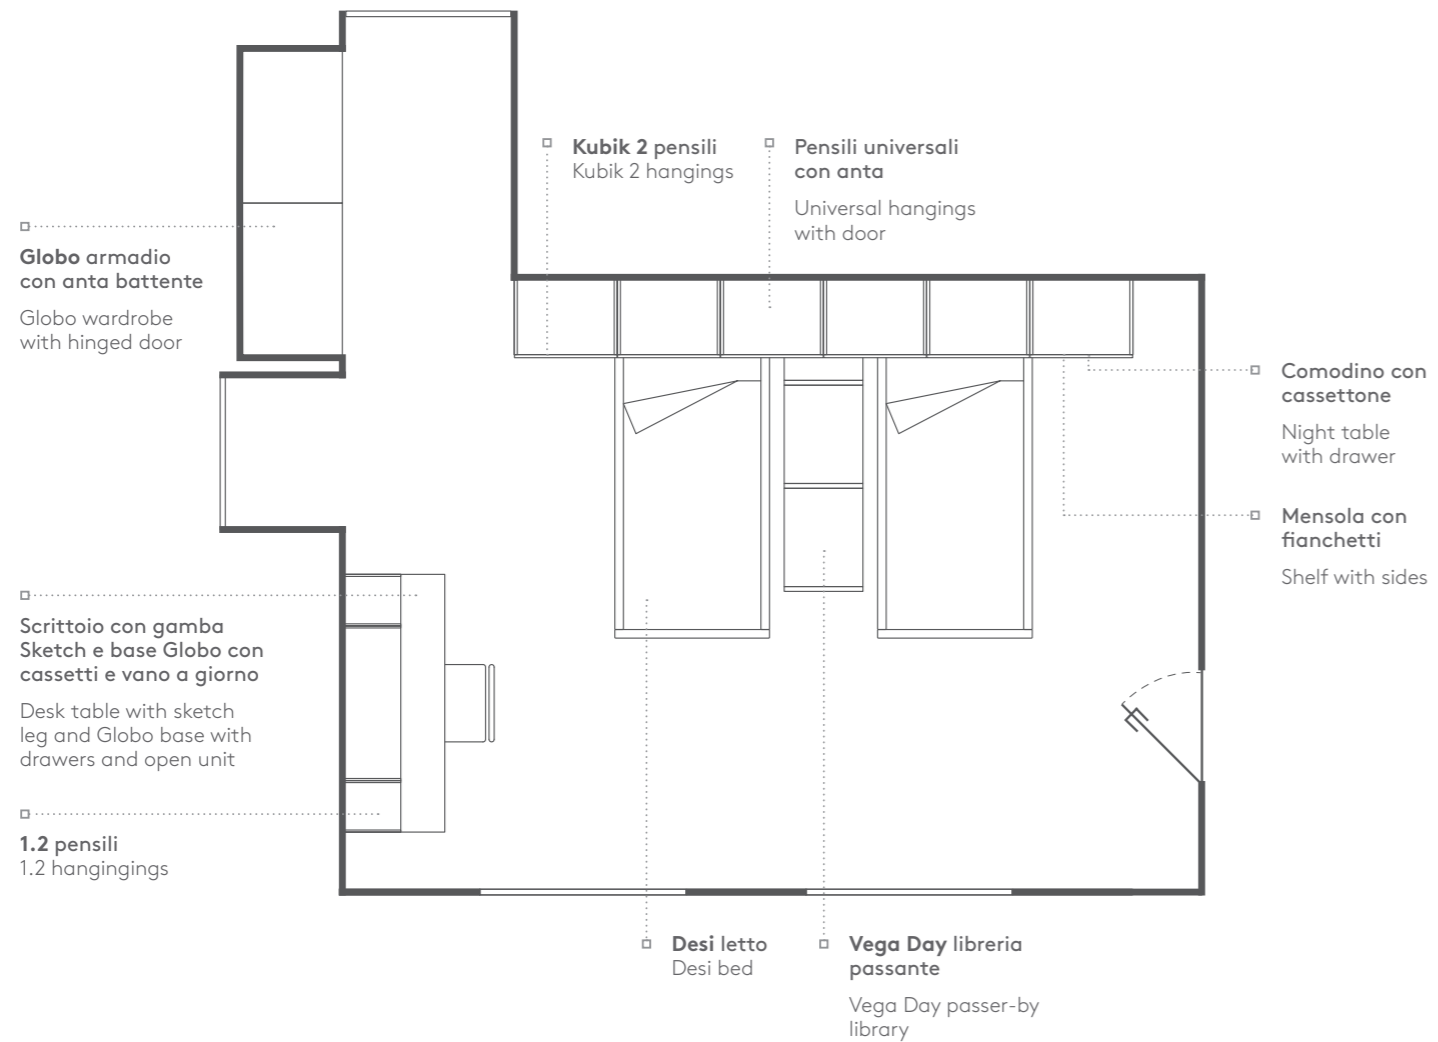 Kubik 2 pensili
Kubik 2 hangings
Pensili universali
con anta
Universal hangings
with door
Globo armadio
con anta battente
Globo wardrobe
with hinged door
Comodino con
cassettone
Night table
with drawer
Mensola con
fianchetti
Shelf with sides
Scrittoio con gamba
Sketch e base Globo con
cassetti e vano a giorno
Desk table with sketch
leg and Globo base with
drawers and open unit
1.2 pensili
1.2 hangingings
Desi letto
Desi bed
Vega Day libreria
passante
Vega Day passer-by
library